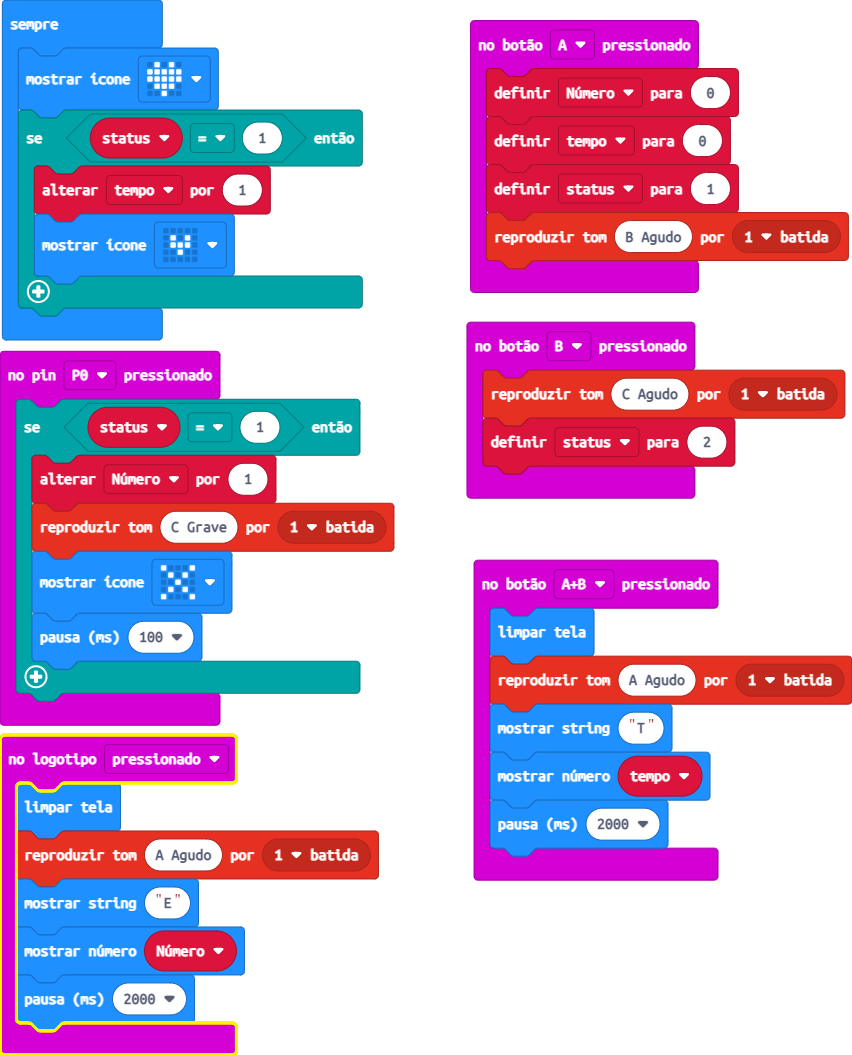 sempre
mostrar ícone
se status = 1 então
alterar tempo por 1
mostrar ícone
no pin P0 pressionado
se status = 1 então
alterar Número por 1
reproduzir tom C Grave por 1 batida
mostrar ícone
pausa (ms) 100
no logotipo pressionado
limpar tela
reproduzir tom A Agudo por 1 batida
mostrar string "E"
mostrar número Número
pausa (ms) 2000
no botão A pressionado
definir Número para 0
definir tempo para 0
definir status para 1
reproduzir tom B Agudo por 1 batida
no botão B pressionado
reproduzir tom C Agudo por 1 batida
definir status para 2
no botão A+B pressionado
limpar tela
reproduzir tom A Agudo por 1 batida
mostrar string "T"
mostrar número tempo
pausa (ms) 2000